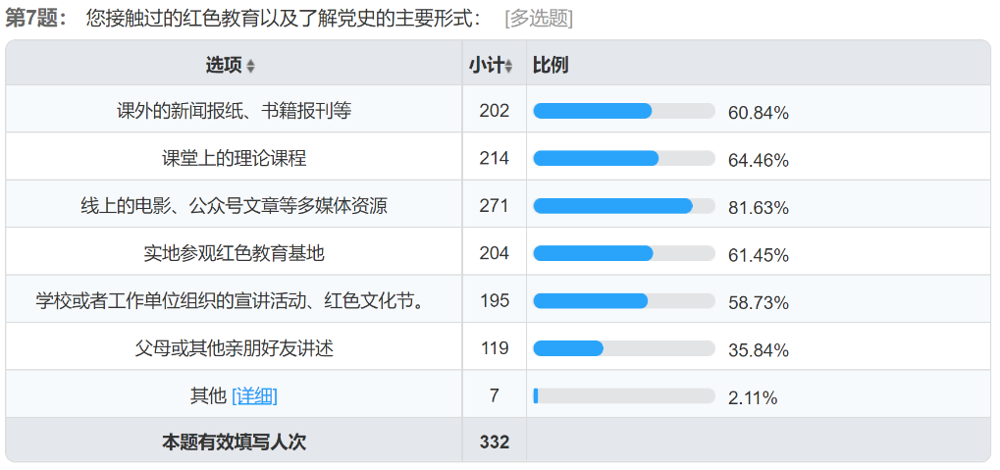 第7题： 您接触过的红色教育以及了解党史的主要形式： [多选题]
选项 小计 比例
课外的新闻报纸、书籍报刊等 202 60.84%
课堂上的理论课程 214 64.46%
线上的电影、公众号文章等多媒体资源 271 81.63%
实地参观红色教育基地 204 61.45%
学校或者工作单位组织的宣讲活动、红色文化节。 195 58.73%
父母或其他亲朋好友讲述 119 35.84%
其他 [详细] 7 2.11%
本题有效填写人次 332